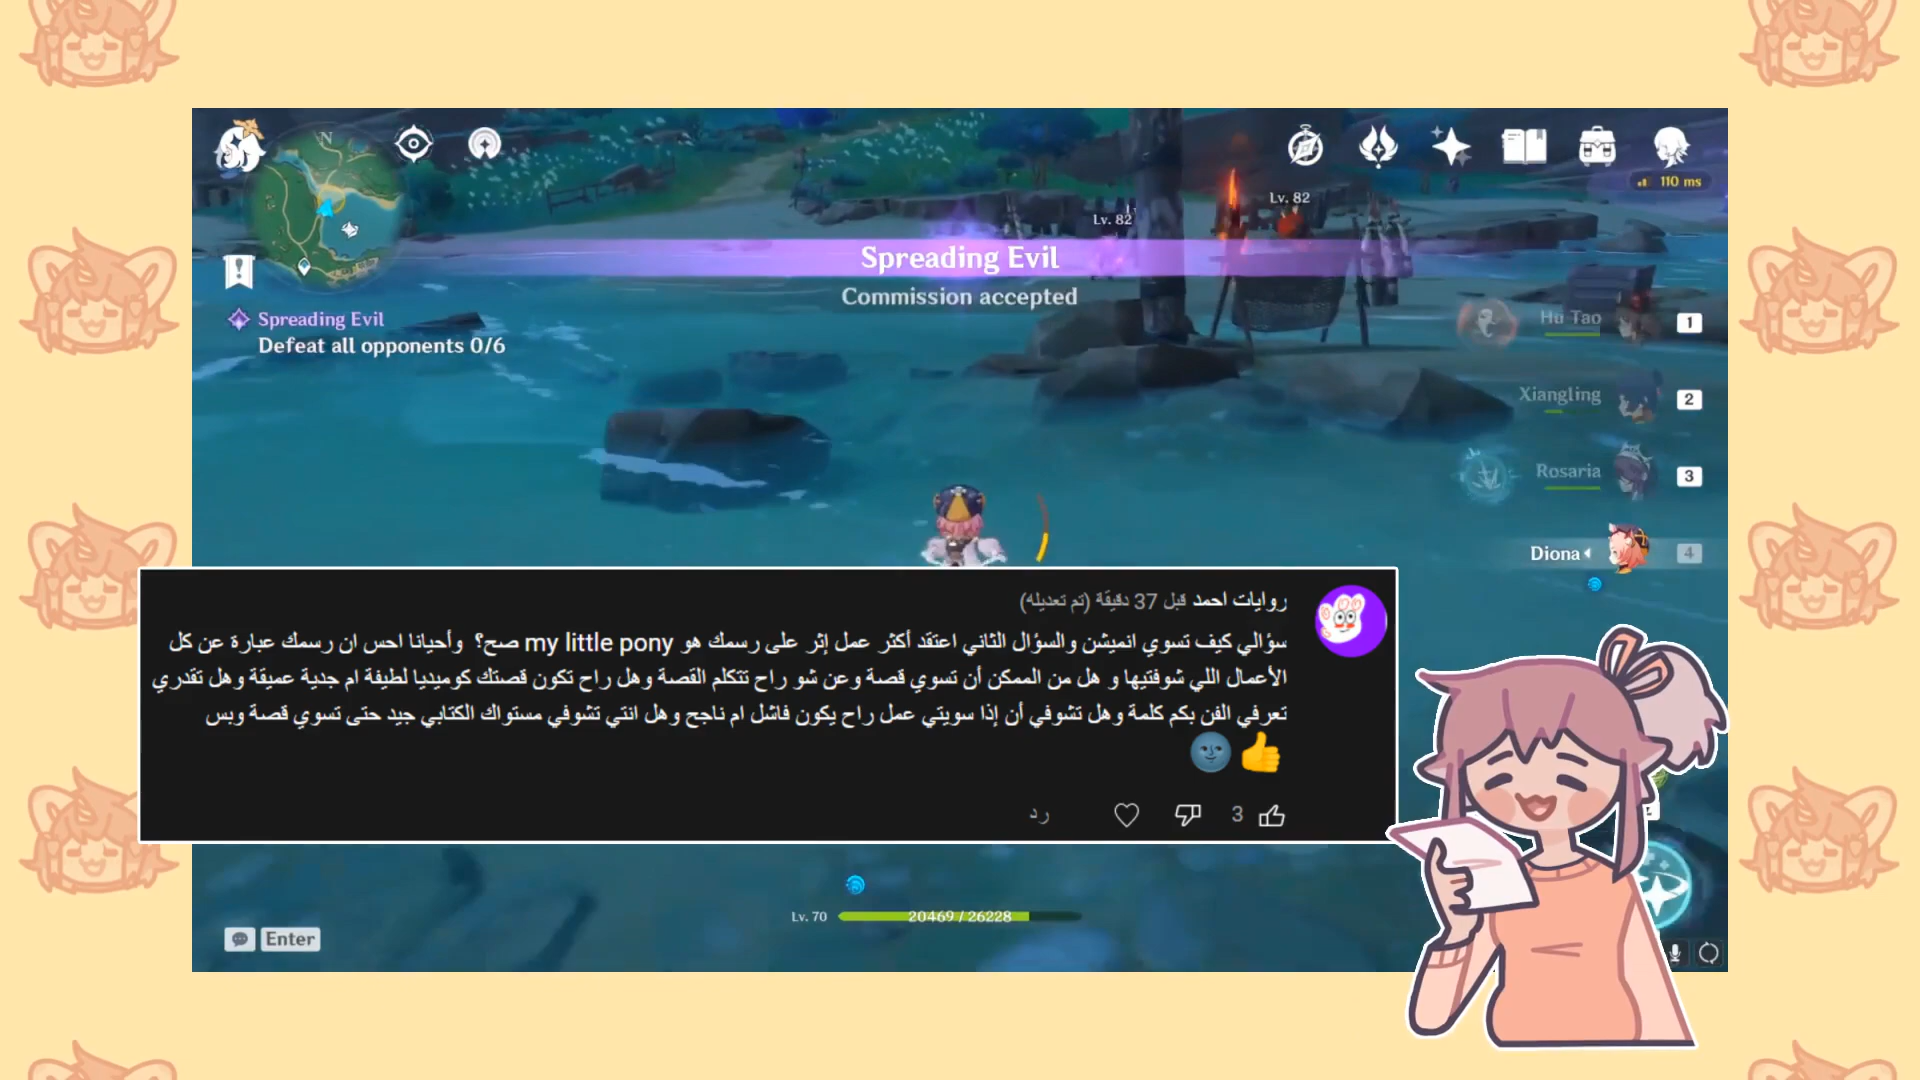 N
110 ms
Lv. 82
Lv. 82
Spreading Evil
Commission accepted
Spreading Evil
Defeat all opponents 0/6
Hu Tao
1
Xiangling
2
Rosaria
3
Diona
4
روايات احمد قبل 37 دقيقة (تم تعديله)
سؤالي كيف تسوي انميشن والسؤال الثاني اعتقد أكثر عمل إثر على رسمك هو my little pony صح؟ وأحيانا احس ان رسمك عبارة عن كل
الأعمال اللي شوفتيها و هل من الممكن أن تسوي قصة وعن شو راح تتكلم القصة وهل راح تكون قصتك كوميديا لطيفة ام جدية عميقة وهل تقدري
تعرفي الفن بكم كلمة وهل تشوفي أن إذا سويتي عمل راح يكون فاشل ام ناجح وهل انتي تشوفي مستواك الكتابي جيد حتى تسوي قصة وبس
👍🌚
3
رد
Lv. 70
20469 / 26228
Enter